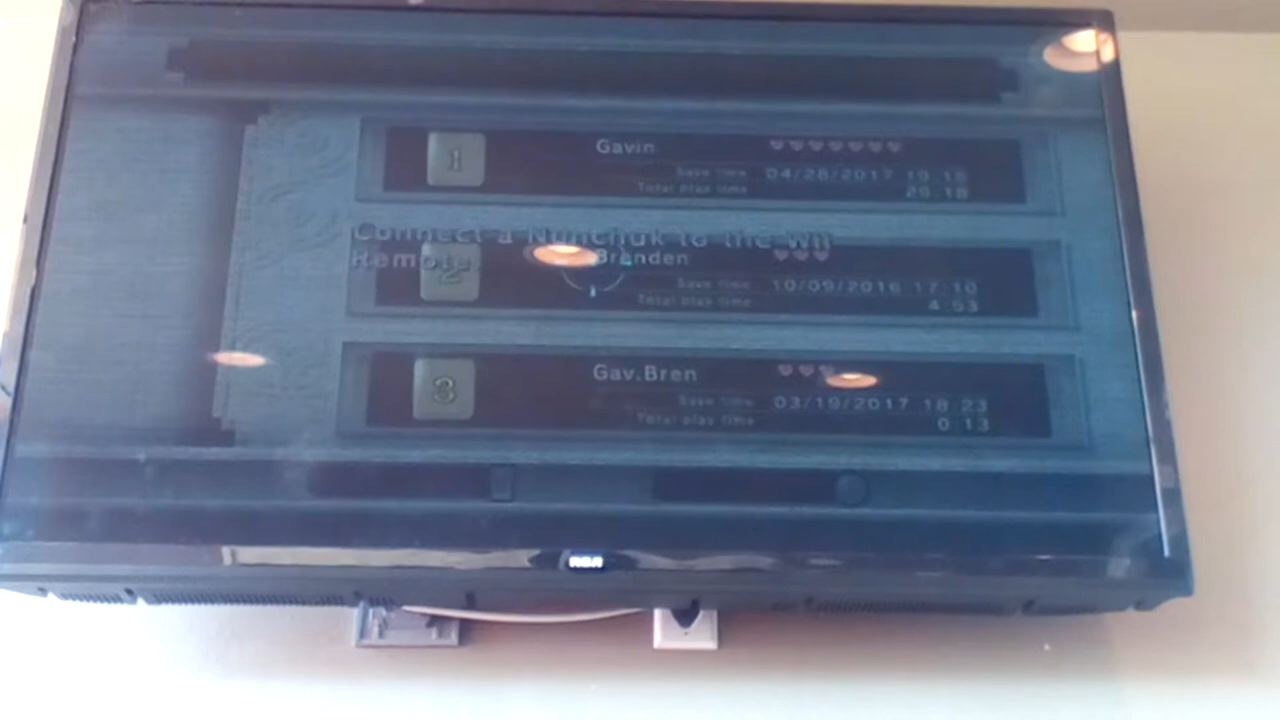 1
Gavin
Save time 04/28/2017 19 18
Total play time 29:18
Connect a Nunchuk to the Wii
Remote.
2
Brenden
Save time 10/09/2016 17 10
Total play time 4:53
3
Gav.Bren
Save time 03/19/2017 18 23
Total play time 0:13
RCA